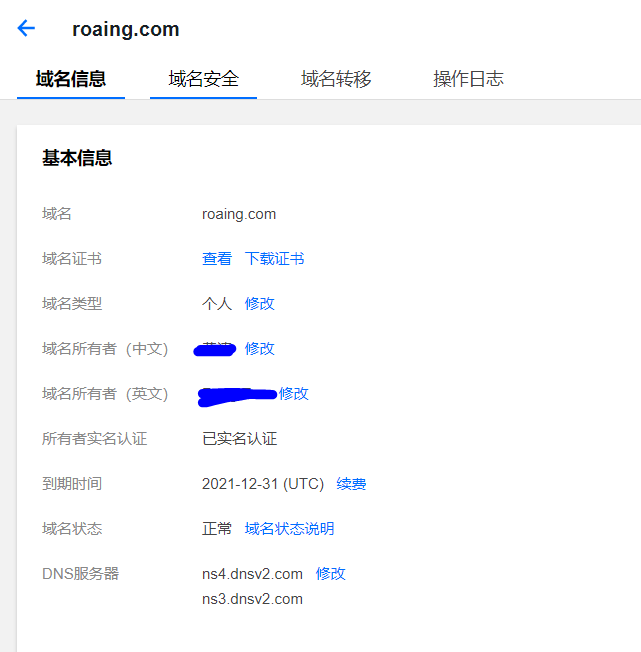 roaing.com
域名信息 域名安全 域名转移 操作日志
基本信息
域名 roaing.com
域名证书 查看 下载证书
域名类型 个人 修改
域名所有者（中文） 修改
域名所有者（英文） 修改
所有者实名认证 已实名认证
到期时间 2021-12-31 (UTC) 续费
域名状态 正常 域名状态说明
DNS服务器 ns4.dnsv2.com 修改
ns3.dnsv2.com